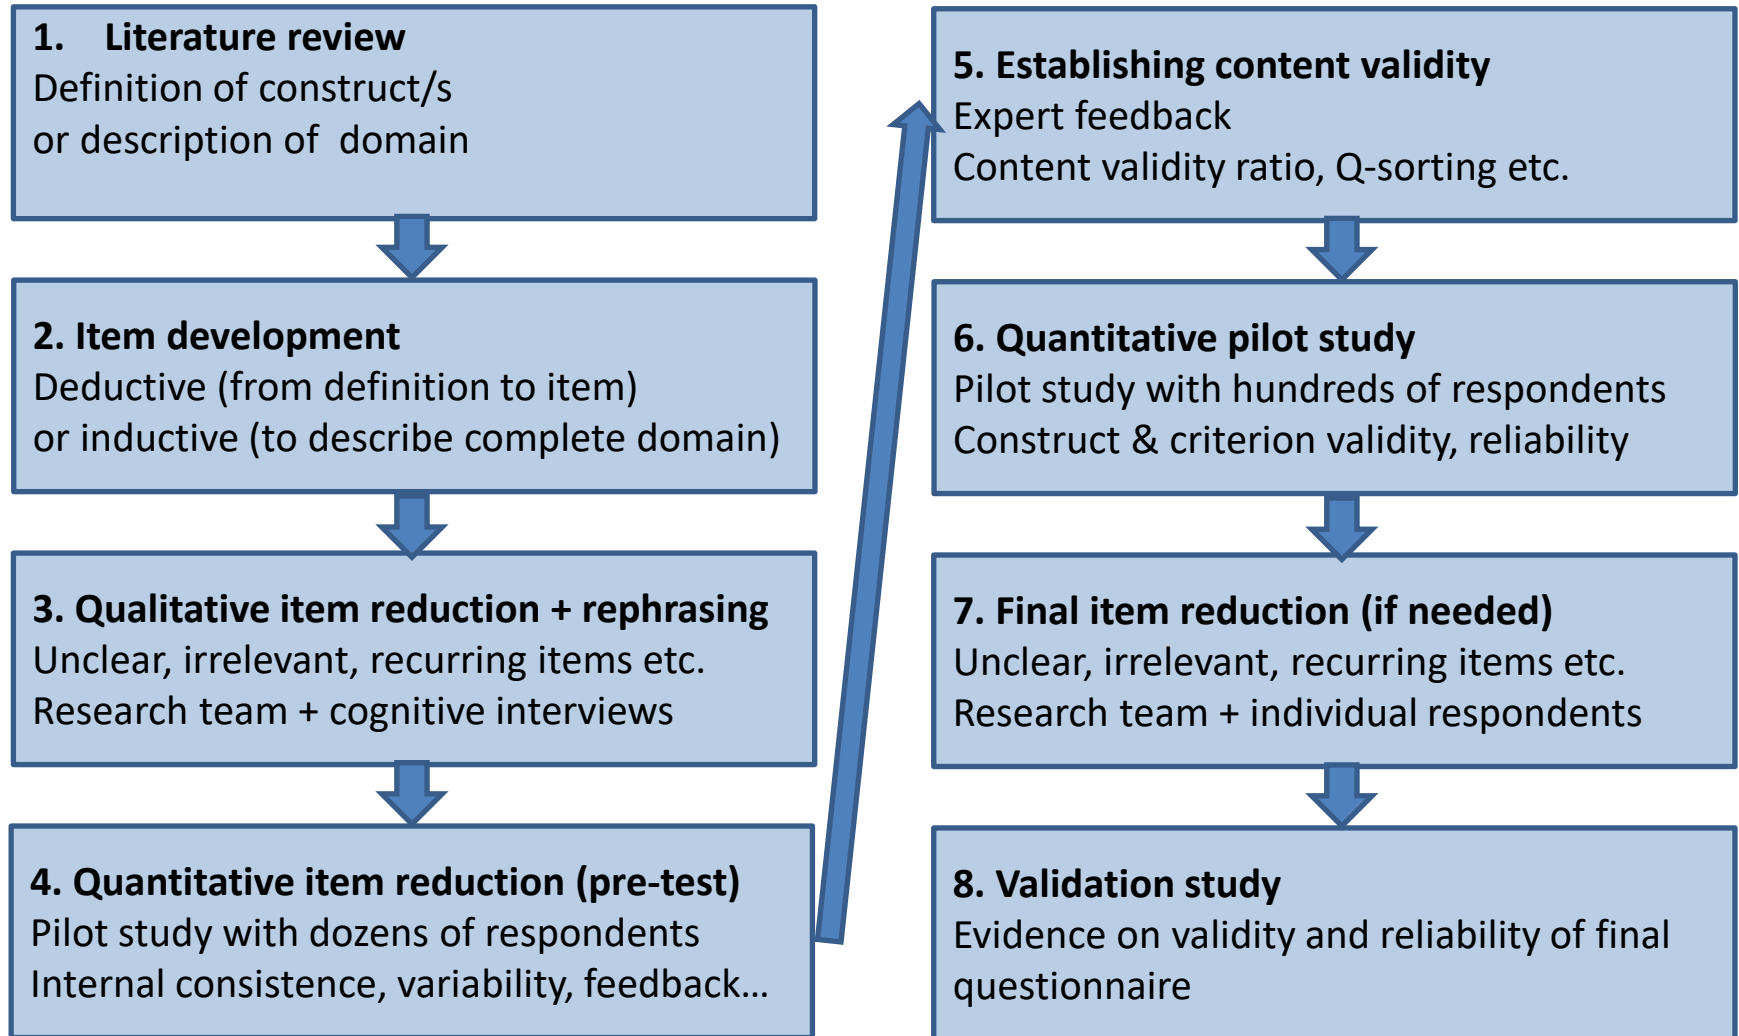 1. Literature review
Definition of construct/s
or description of domain
2. Item development
Deductive (from definition to item)
or inductive (to describe complete domain)
3. Qualitative item reduction + rephrasing
Unclear, irrelevant, recurring items etc.
Research team + cognitive interviews
4. Quantitative item reduction (pre-test)
Pilot study with dozens of respondents
Internal consistence, variability, feedback…
5. Establishing content validity
Expert feedback
Content validity ratio, Q-sorting etc.
6. Quantitative pilot study
Pilot study with hundreds of respondents
Construct & criterion validity, reliability
7. Final item reduction (if needed)
Unclear, irrelevant, recurring items etc.
Research team + individual respondents
8. Validation study
Evidence on validity and reliability of final
questionnaire